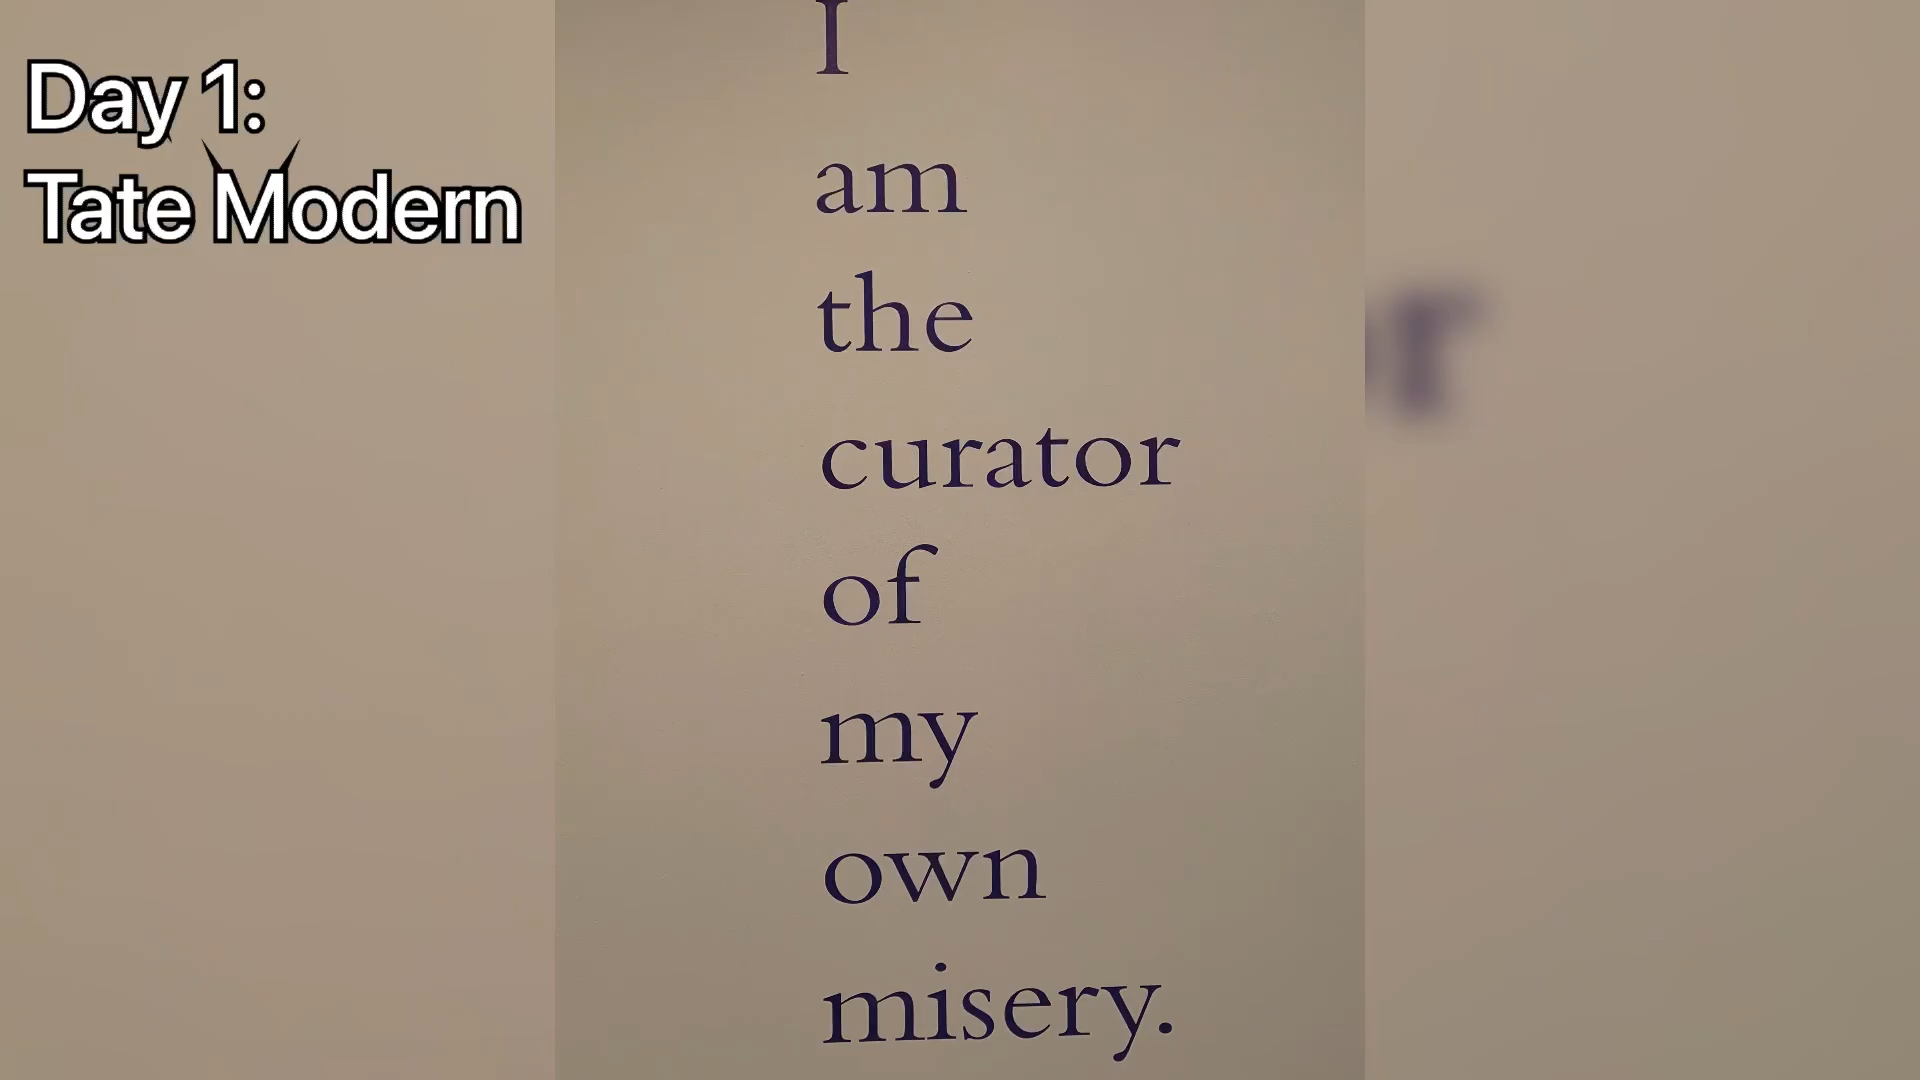 Day 1:
Tate Modern
I
am
the
curator
of
my
own
misery.